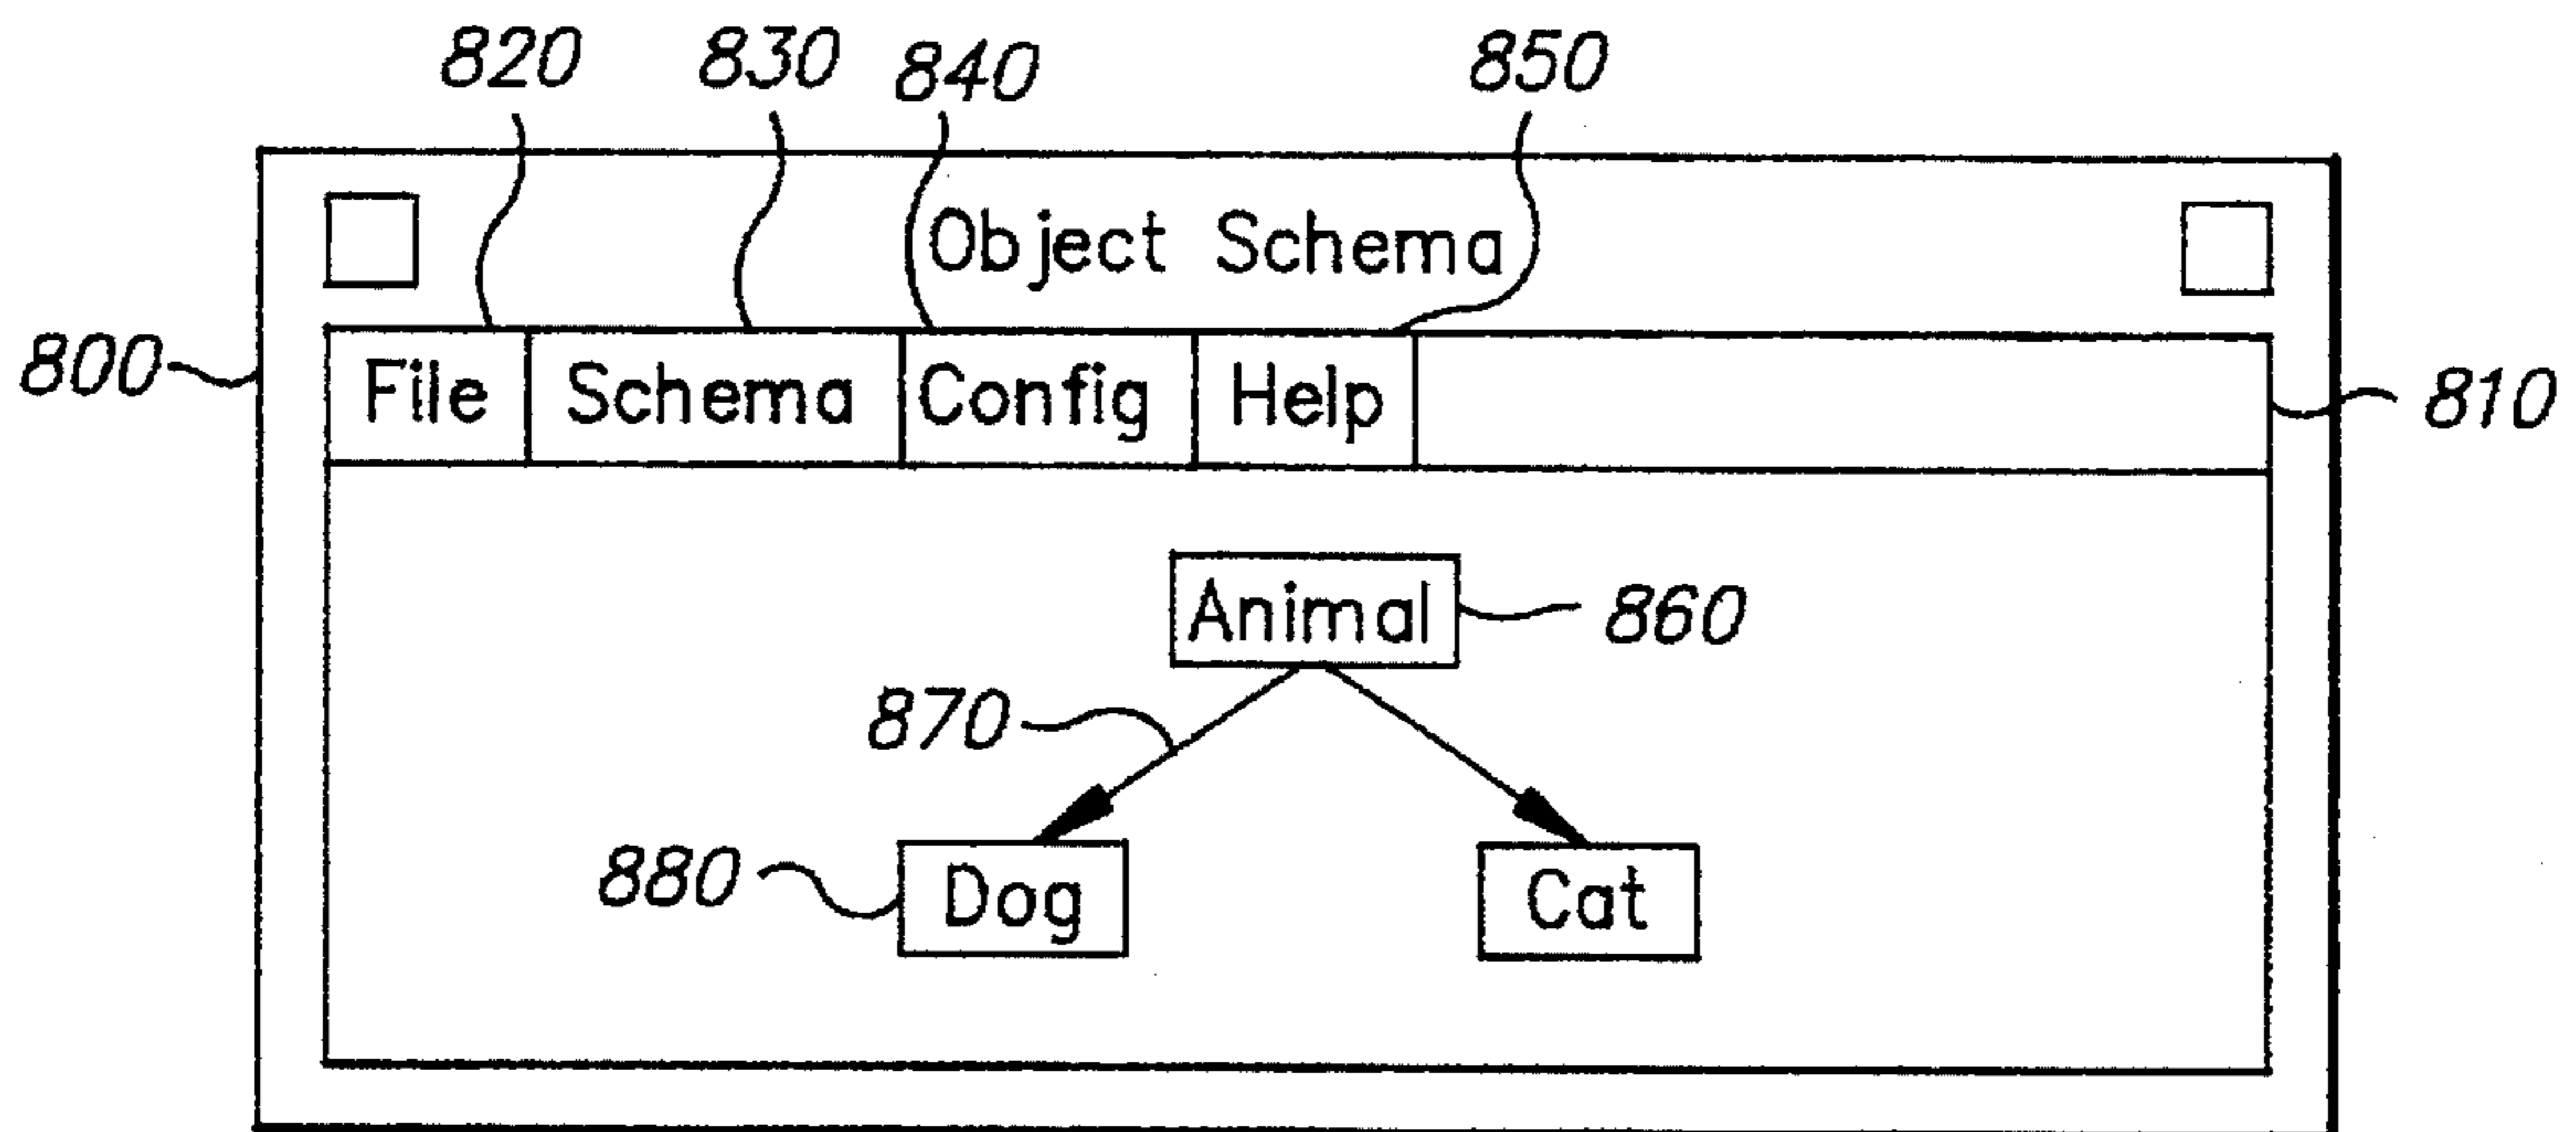 820 830 840 850
Object Schema
800 File Schema Config Help 810
Animal 860
870
880 Dog Cat